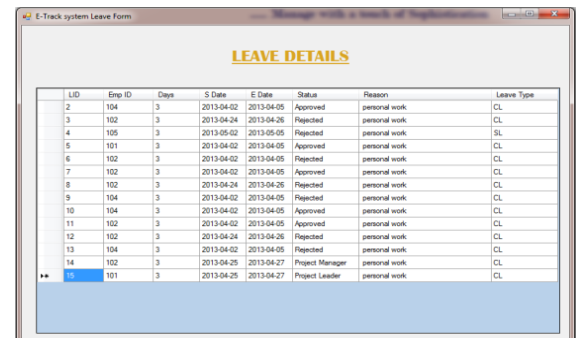 E-Track system Leave Form
..... Manage with a touch of Sophistication
LEAVE DETAILS
LID Emp ID Days S Date E Date Status Reason Leave Type
2 104 3 2013-04-02 2013-04-05 Approved personal work CL
3 102 3 2013-04-24 2013-04-26 Rejected personal work CL
4 105 3 2013-05-02 2013-05-05 Rejected personal work SL
5 101 3 2013-04-02 2013-04-05 Approved personal work CL
6 102 3 2013-04-02 2013-04-05 Rejected personal work CL
7 102 3 2013-04-02 2013-04-05 Approved personal work CL
8 102 3 2013-04-24 2013-04-26 Rejected personal work CL
9 104 3 2013-04-02 2013-04-05 Rejected personal work CL
10 104 3 2013-04-02 2013-04-05 Approved personal work CL
11 102 3 2013-04-02 2013-04-05 Approved personal work CL
12 102 3 2013-04-24 2013-04-26 Rejected personal work CL
13 104 3 2013-04-02 2013-04-05 Rejected personal work CL
14 102 3 2013-04-25 2013-04-27 Project Manager personal work CL
15 101 3 2013-04-25 2013-04-27 Project Leader personal work CL